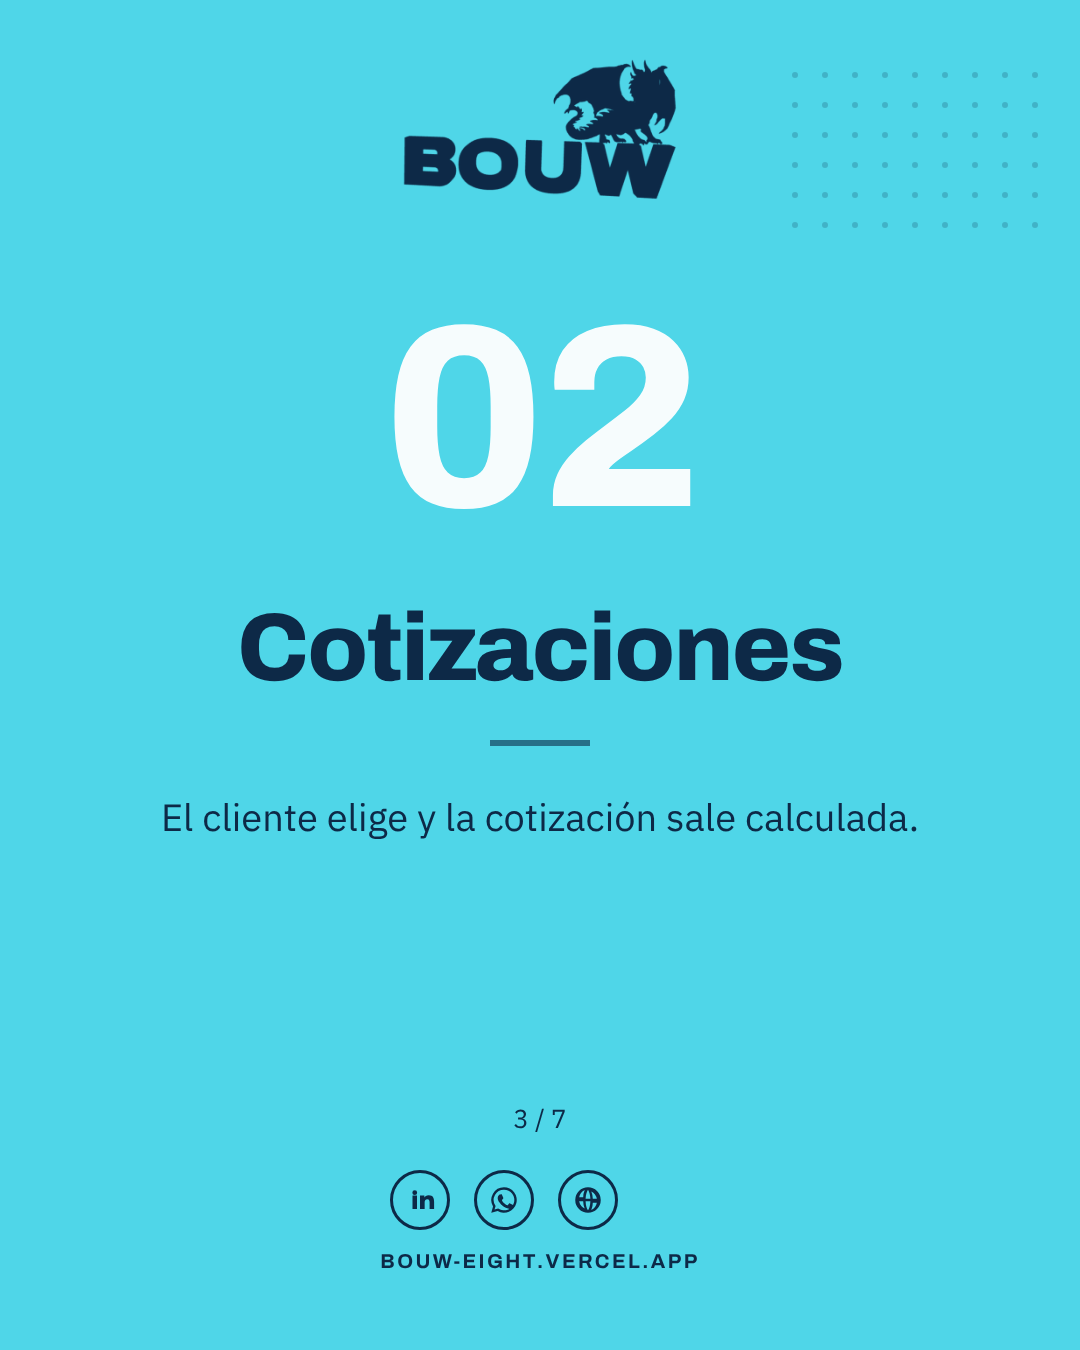 BOUW
02
Cotizaciones
El cliente elige y la cotización sale calculada.
3 / 7
in
BOUW-EIGHT.VERCEL.APP